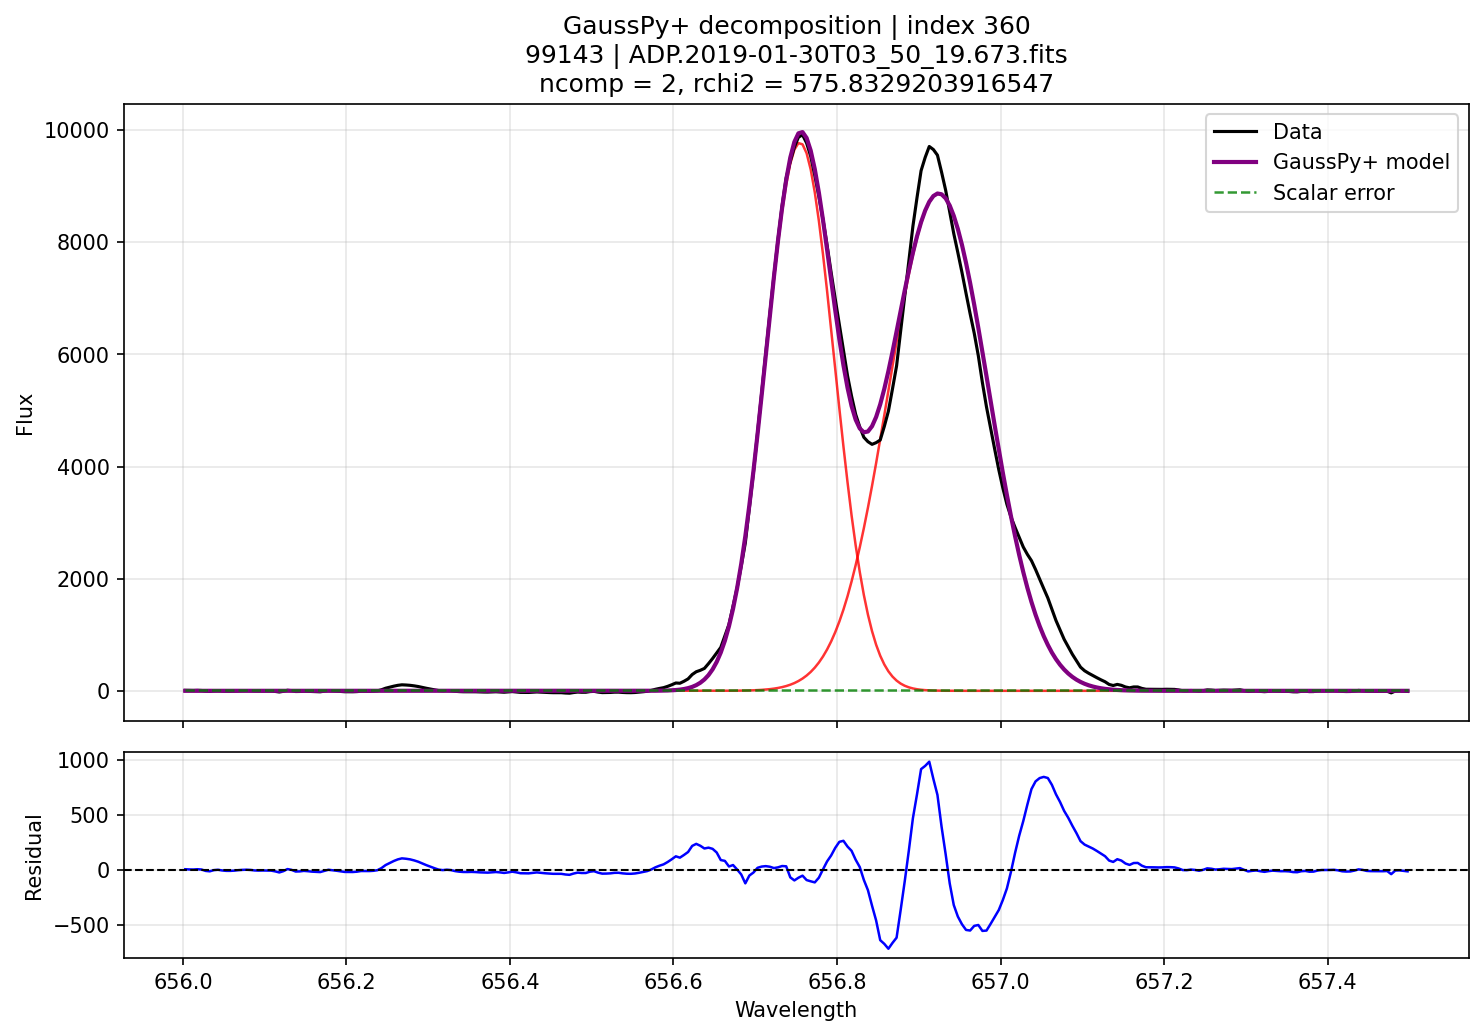 GaussPy+ decomposition | index 360
99143 | ADP.2019-01-30T03_50_19.673.fits
ncomp = 2, rchi2 = 575.8329203916547
Data
GaussPy+ model
Scalar error
10000
8000
6000
4000
2000
0
Flux
1000
500
0
−500
Residual
656.0 656.2 656.4 656.6 656.8 657.0 657.2 657.4
Wavelength